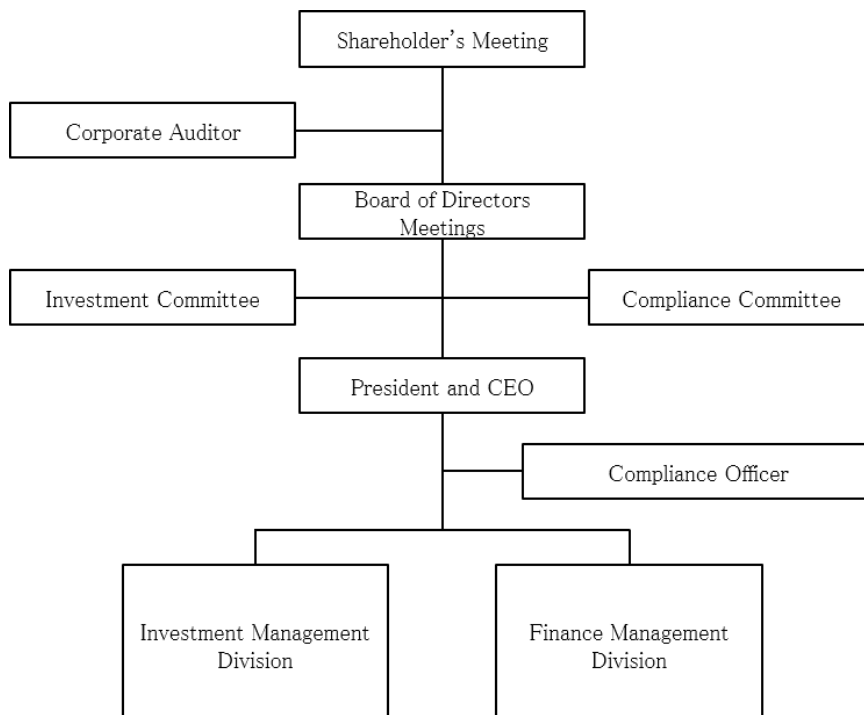 Shareholder’s Meeting
Corporate Auditor
Board of Directors
Meetings
Investment Committee
Compliance Committee
President and CEO
Compliance Officer
Investment Management
Division
Finance Management
Division